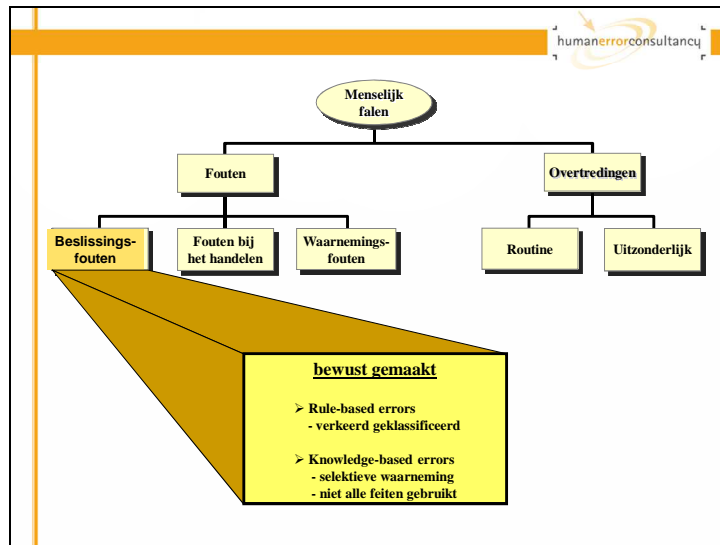 humanerrorconsultancy
Menselijk
falen
Fouten
Overtredingen
Beslissings-
fouten
Fouten bij
het handelen
Waarnemings-
fouten
Routine
Uitzonderlijk
bewust gemaakt
➢ Rule-based errors
- verkeerd geklassificeerd
➢ Knowledge-based errors
- selektieve waarneming
- niet alle feiten gebruikt